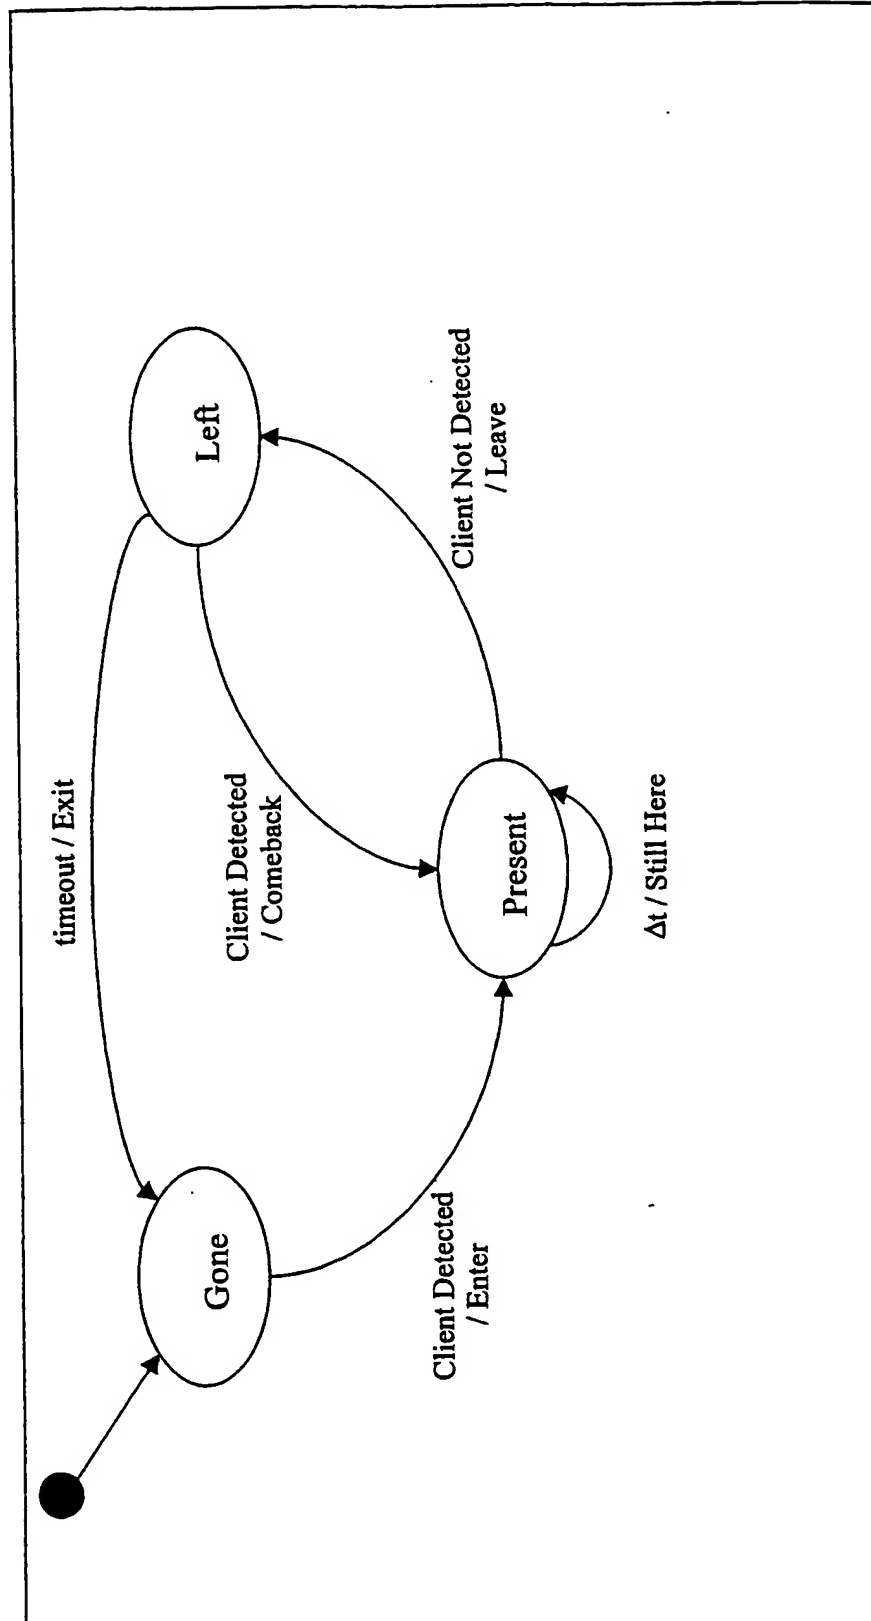 timeout / Exit
Gone
Left
Client Detected
/ Comeback
Client Detected
/ Enter
Present
Client Not Detected
/ Leave
Δt / Still Here